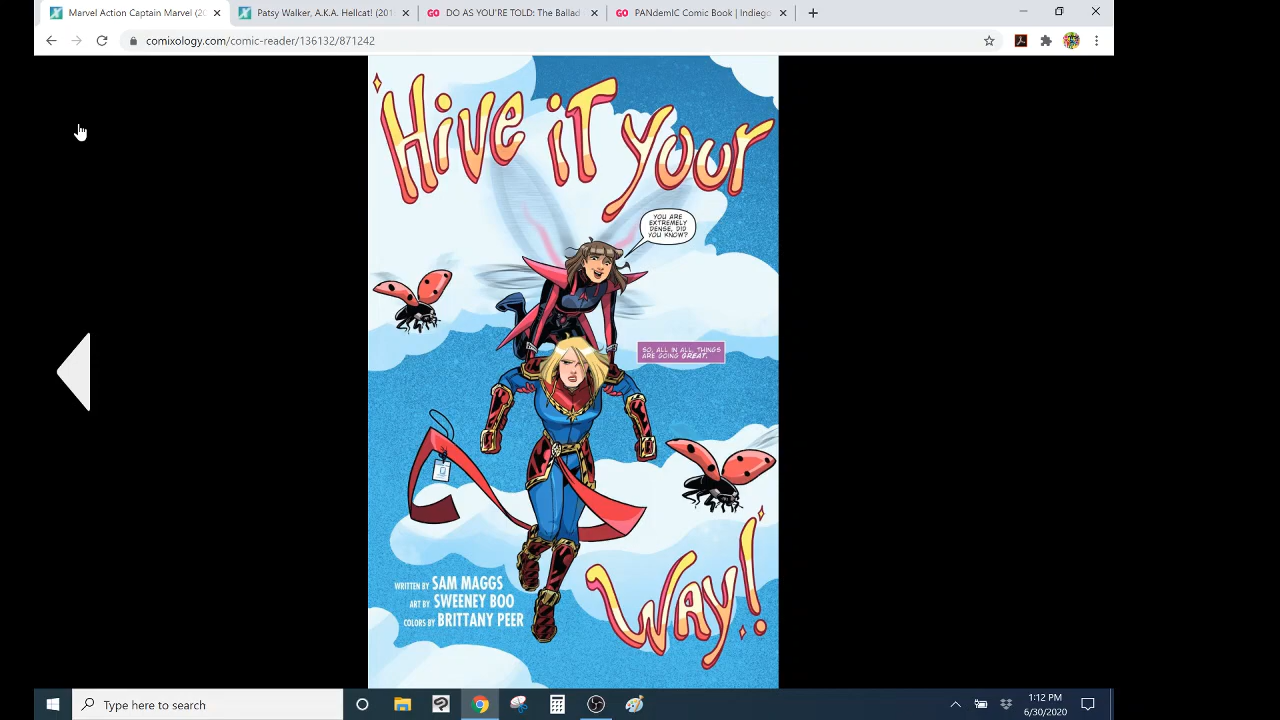 Marvel Action Captain Marvel (20
Patsy Walker, A.K.A. Hellcat! (201
GO DO AS YOU'RE TOLD: The Ballad
GO PANdemIC Comic Book | Indieg
comixology.com/comic-reader/136132/871242
'Hive it your
YOU ARE
EXTREMELY
DENSE, DID
YOU KNOW?
SO, ALL IN ALL, THINGS
ARE GOING GREAT.
WRITTEN BY SAM MAGGS
ART BY SWEENEY BOO
COLORS BY BRITTANY PEER
Way!
Type here to search
1:12 PM
6/30/2020